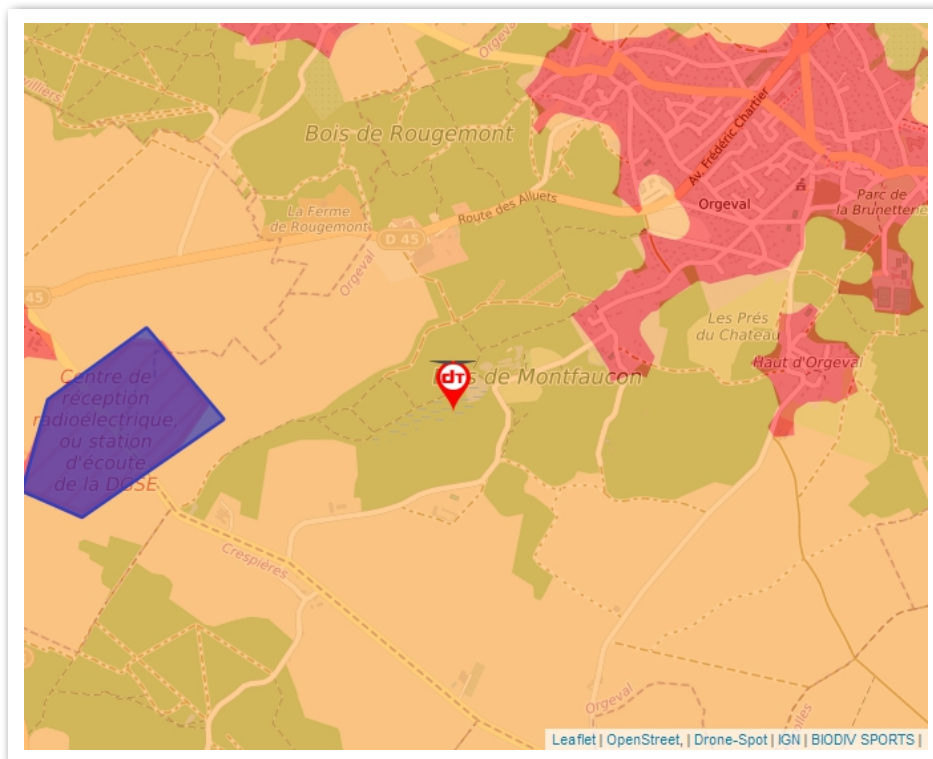 villiers
Orgeval
Bois de Rougemont
Av. Frédéric Chartier
Orgeval
Parc de
la Brunetterie
La Ferme
de Rougemont
Route des Alluets
D 45
Orgeval
45
Les Prés
du Chateau
Haut d'Orgeval
Centre de
réception
radioélectrique,
ou station
d'écoute
de la DGSE
dT
de Montfaucon
Crespières
Orgeval
Leaflet | OpenStreet, | Drone-Spot | IGN | BIODIV SPORTS |